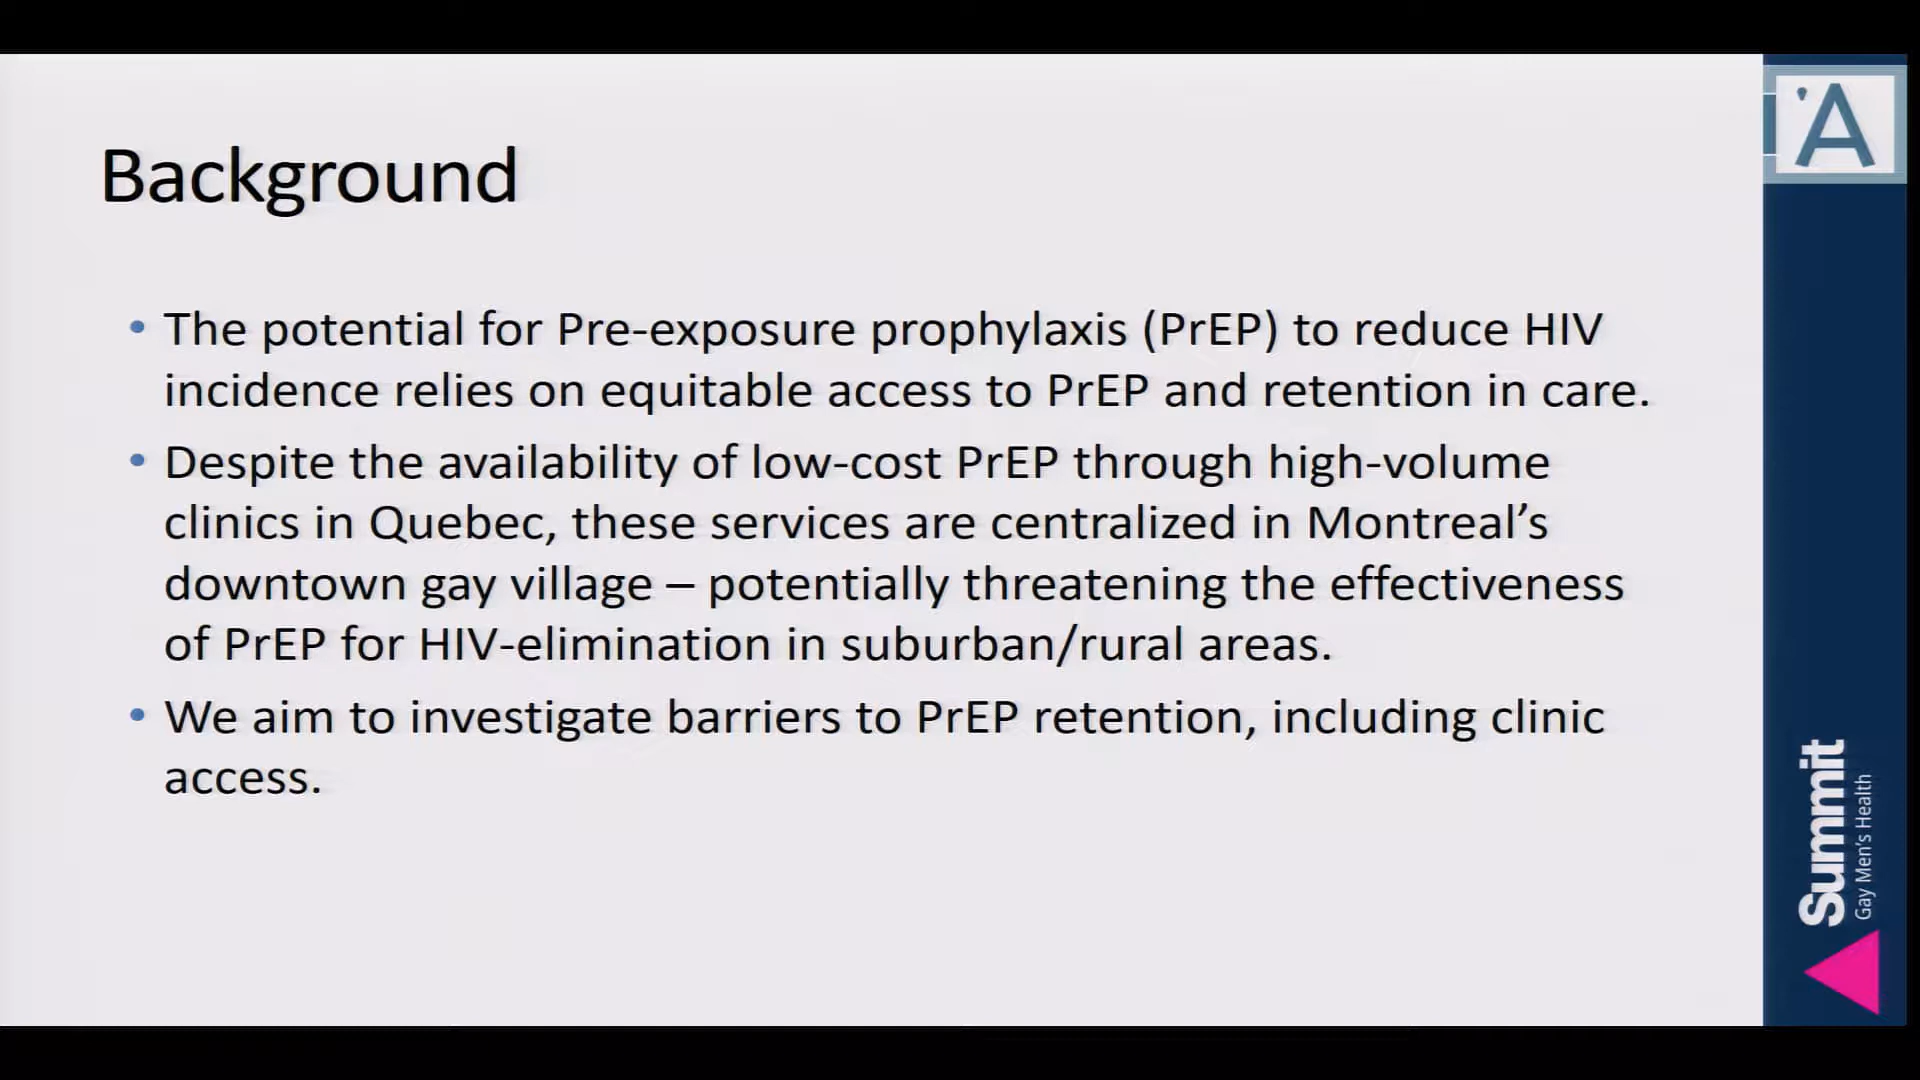 Background
• The potential for Pre-exposure prophylaxis (PrEP) to reduce HIV
incidence relies on equitable access to PrEP and retention in care.
• Despite the availability of low-cost PrEP through high-volume
clinics in Quebec, these services are centralized in Montreal’s
downtown gay village – potentially threatening the effectiveness
of PrEP for HIV-elimination in suburban/rural areas.
• We aim to investigate barriers to PrEP retention, including clinic
access.
'A
Summit
Gay Men's Health